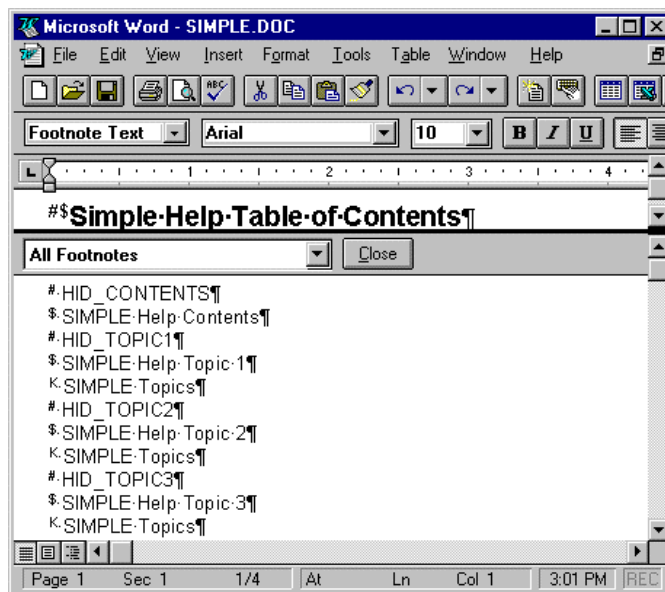 Microsoft Word - SIMPLE.DOC
File Edit View Insert Format Tools Table Window Help
ABC
Footnote Text Arial 10 B I U
1 2 3 4
#$Simple·Help·Table·of·Contents¶
All Footnotes Close
#·HID_CONTENTS¶
$·SIMPLE·Help·Contents¶
#·HID_TOPIC1¶
$·SIMPLE·Help·Topic·1¶
K·SIMPLE·Topics¶
#·HID_TOPIC2¶
$·SIMPLE·Help·Topic·2¶
K·SIMPLE·Topics¶
#·HID_TOPIC3¶
$·SIMPLE·Help·Topic·3¶
K·SIMPLE·Topics¶
Page 1 Sec 1 1/4 At Ln Col 1 3:01 PM REC